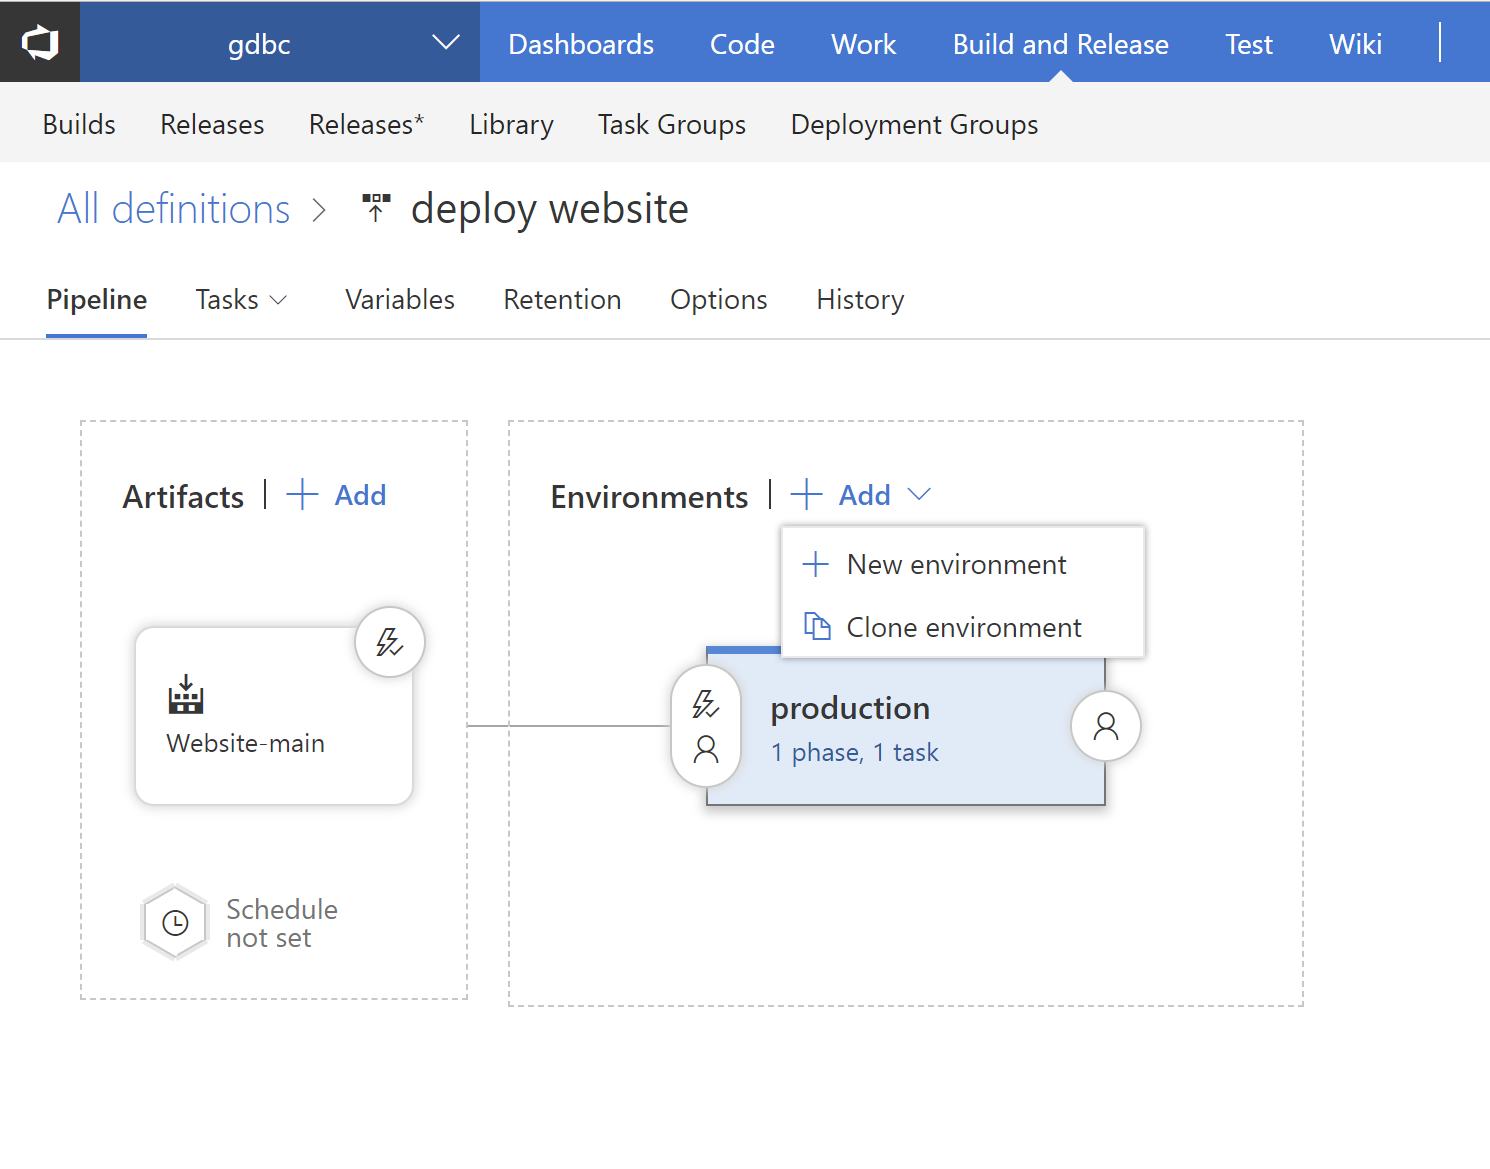 gdbc Dashboards Code Work Build and Release Test Wiki
Builds Releases Releases* Library Task Groups Deployment Groups
All definitions > deploy website
Pipeline Tasks Variables Retention Options History
Artifacts | + Add
Environments | + Add
New environment
Clone environment
Website-main
production
1 phase, 1 task
Schedule
not set